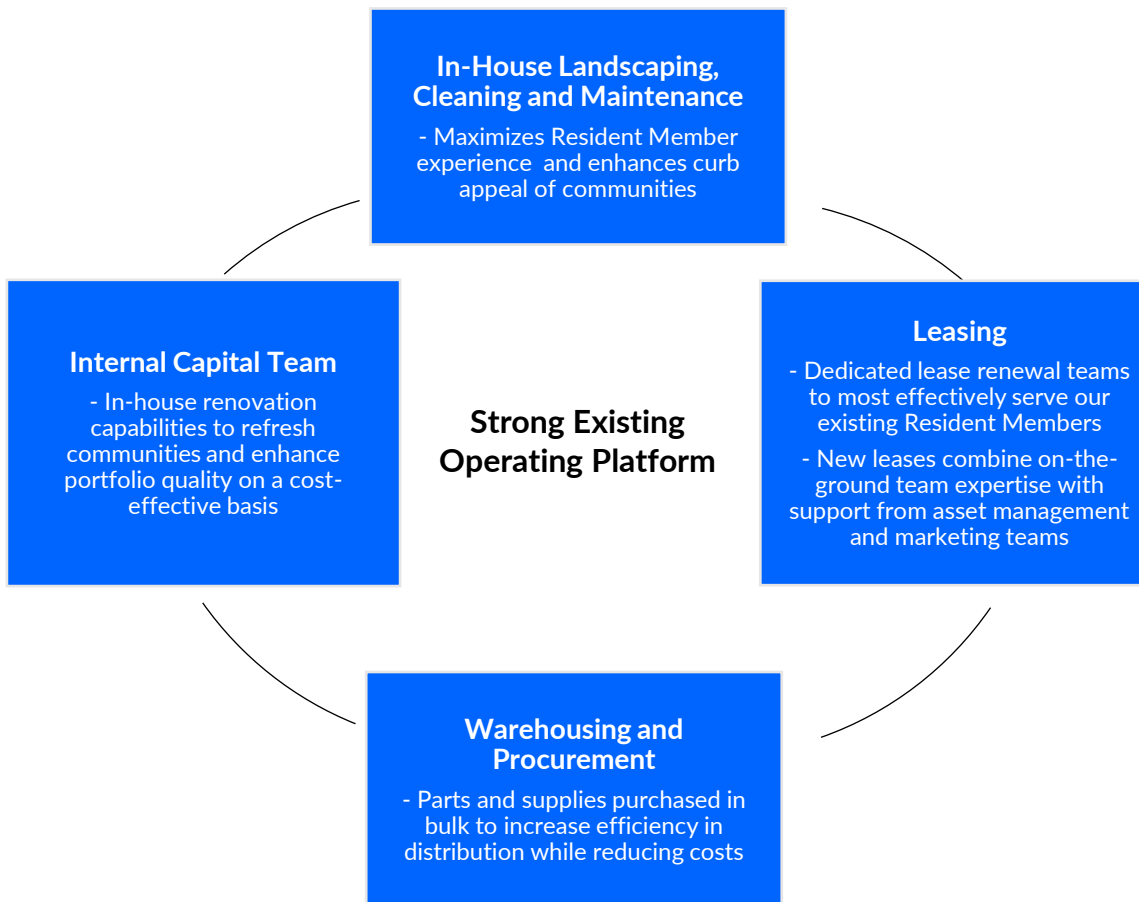 In-House Landscaping,
Cleaning and Maintenance
- Maximizes Resident Member
experience and enhances curb
appeal of communities
Internal Capital Team
- In-house renovation
capabilities to refresh
communities and enhance
portfolio quality on a cost-
effective basis
Strong Existing
Operating Platform
Leasing
- Dedicated lease renewal teams
to most effectively serve our
existing Resident Members
- New leases combine on-the-
ground team expertise with
support from asset management
and marketing teams
Warehousing and
Procurement
- Parts and supplies purchased in
bulk to increase efficiency in
distribution while reducing costs